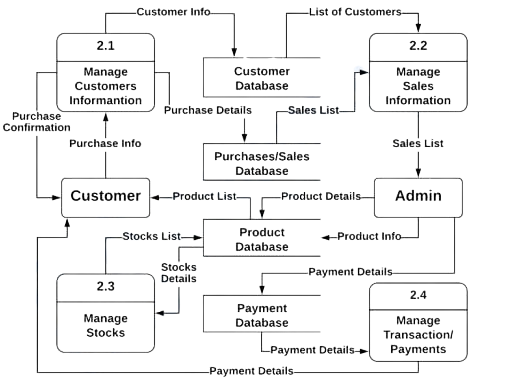 Customer Info
List of Customers
2.1
Manage
Customers
Informantion
Customer
Database
2.2
Manage
Sales
Information
Purchase
Confirmation
Purchase Details
Sales List
Purchase Info
Sales List
Purchases/Sales
Database
Customer
Product List
Product Details
Admin
Stocks List
Product
Database
Product Info
Stocks
Details
Payment Details
2.3
Manage
Stocks
Payment
Database
2.4
Manage
Transaction/
Payments
Payment Details
Payment Details